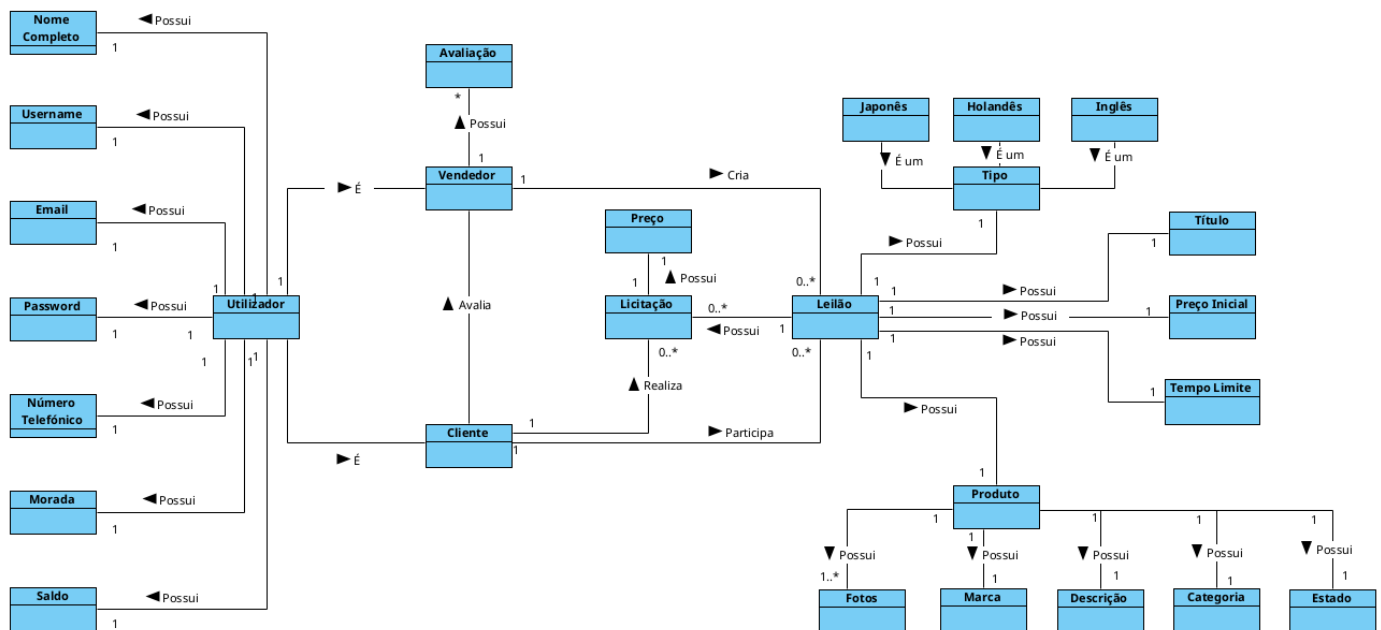 Nome
Completo
Possui
1
Username
Possui
1
Email
Possui
1
Password
Possui
1
Número
Telefónico
Possui
1
Morada
Possui
1
Saldo
Possui
1
Utilizador
1
1
1
1
1
1
1
É
É
Avaliação
*
Possui
1
Vendedor
1
Cria
Avalia
Cliente
1
1
Realiza
Participa
Preço
1
Possui
1
Licitação
0..*
0..*
Possui
1
Leilão
0..*
0..*
Japonês
Holandês
Inglês
É um
É um
É um
Tipo
1
Possui
1
Título
1
Possui
1
Preço Inicial
1
Possui
1
Tempo Limite
1
Possui
1
1
Possui
1
Produto
1
1
1
1
1
Possui
Possui
Possui
Possui
Possui
1..*
1
1
1
1
Fotos
Marca
Descrição
Categoria
Estado